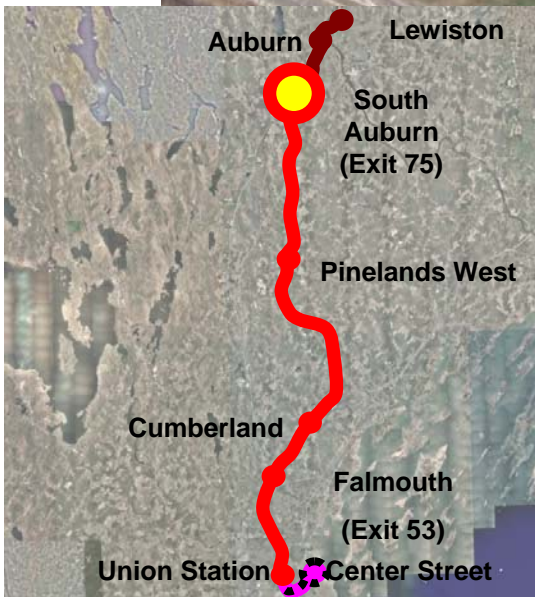 Lewiston
Auburn
South
Auburn
(Exit 75)
Pinelands West
Cumberland
Falmouth
(Exit 53)
Union Station
Center Street